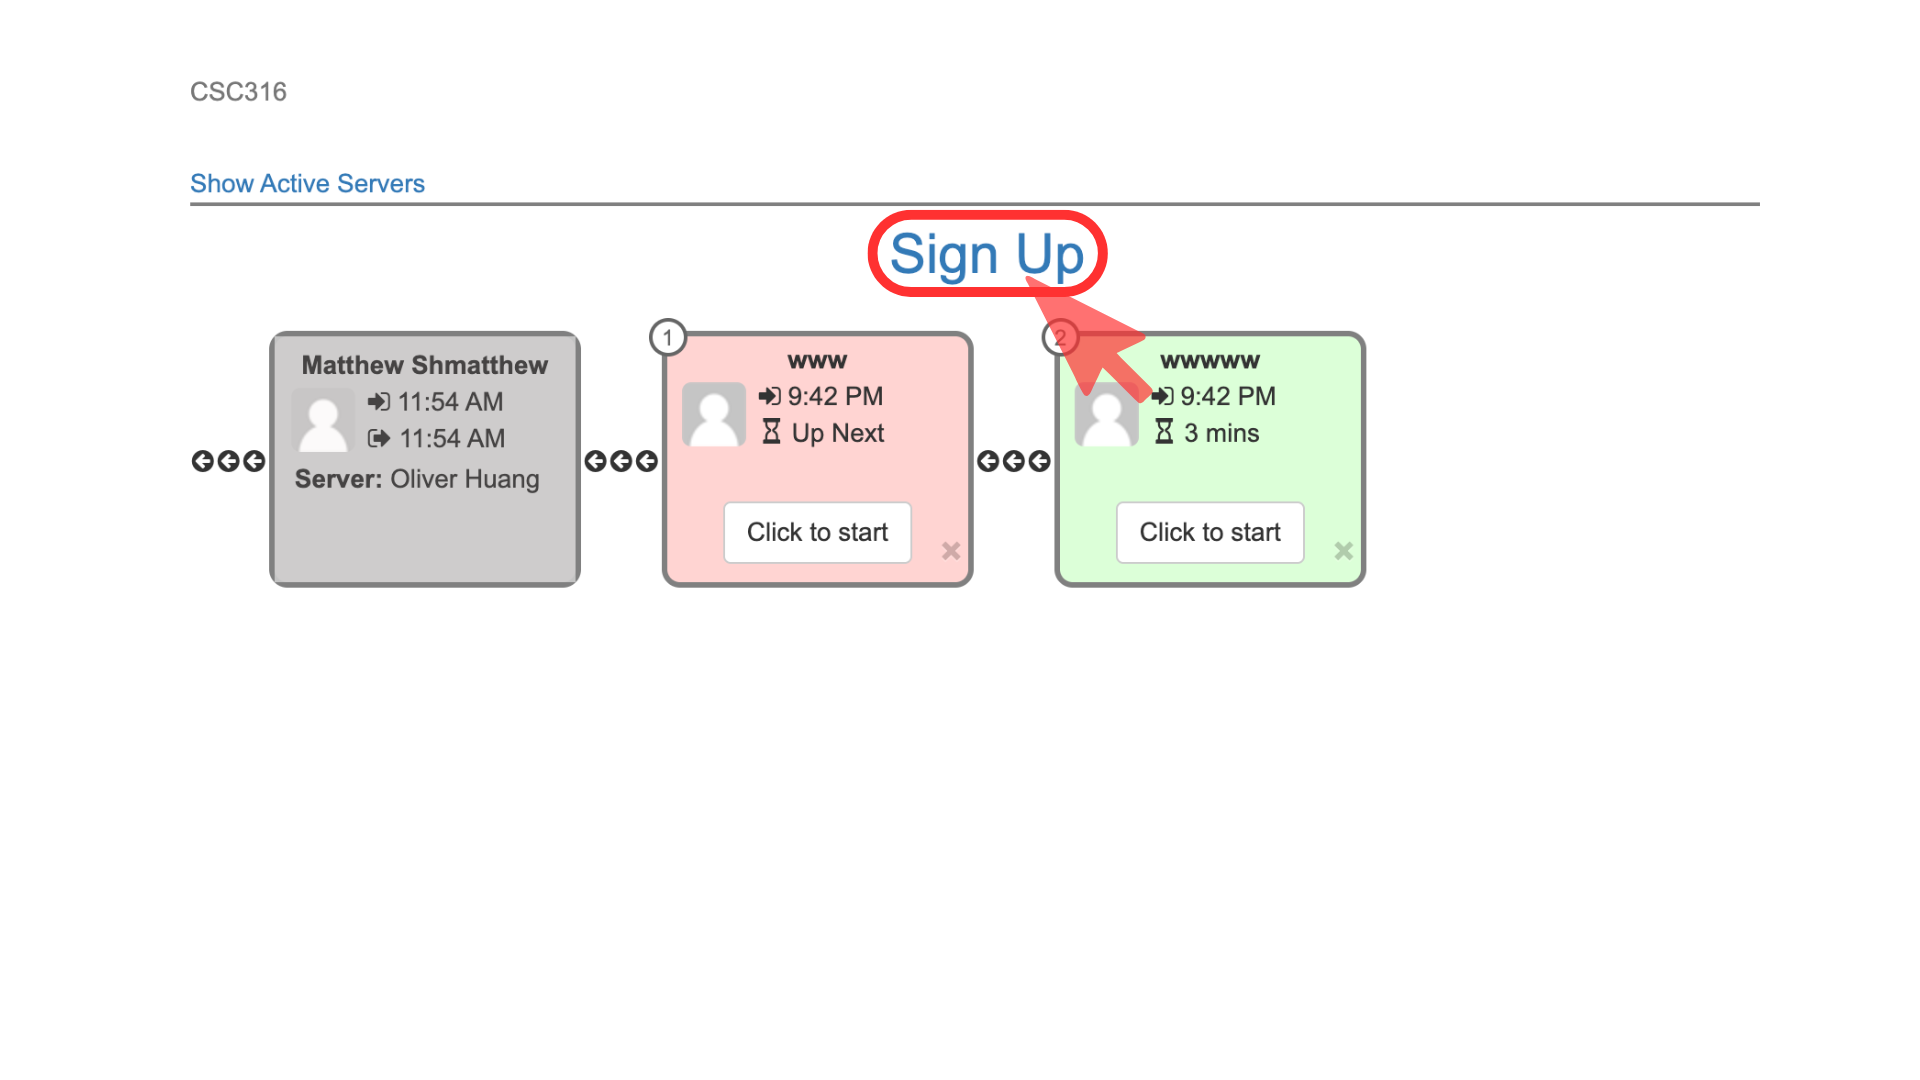 CSC316
Show Active Servers
Sign Up
Matthew Shmatthew
11:54 AM
11:54 AM
Server: Oliver Huang
1
www
9:42 PM
Up Next
Click to start
2
wwwww
9:42 PM
3 mins
Click to start